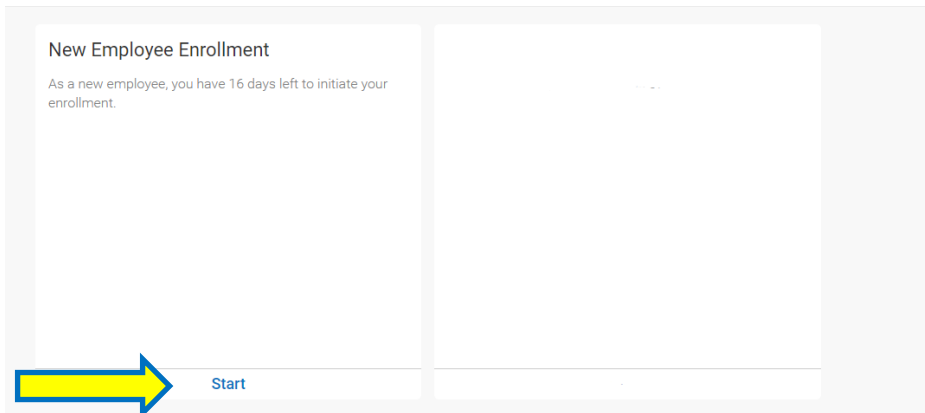 New Employee Enrollment
As a new employee, you have 16 days left to initiate your
enrollment.
Start